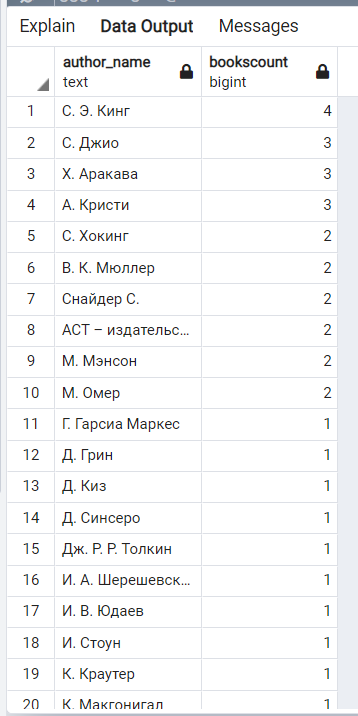 Explain Data Output Messages
author_name bookscount
text bigint
1 С. Э. Кинг 4
2 С. Джио 3
3 Х. Аракава 3
4 А. Кристи 3
5 С. Хокинг 2
6 В. К. Мюллер 2
7 Снайдер С. 2
8 АСТ – издательс... 2
9 М. Мэнсон 2
10 М. Омер 2
11 Г. Гарсиа Маркес 1
12 Д. Грин 1
13 Д. Киз 1
14 Д. Синсеро 1
15 Дж. Р. Р. Толкин 1
16 И. А. Шерешевск... 1
17 И. В. Юдаев 1
18 И. Стоун 1
19 К. Краутер 1
20 К. Макгонигал 1